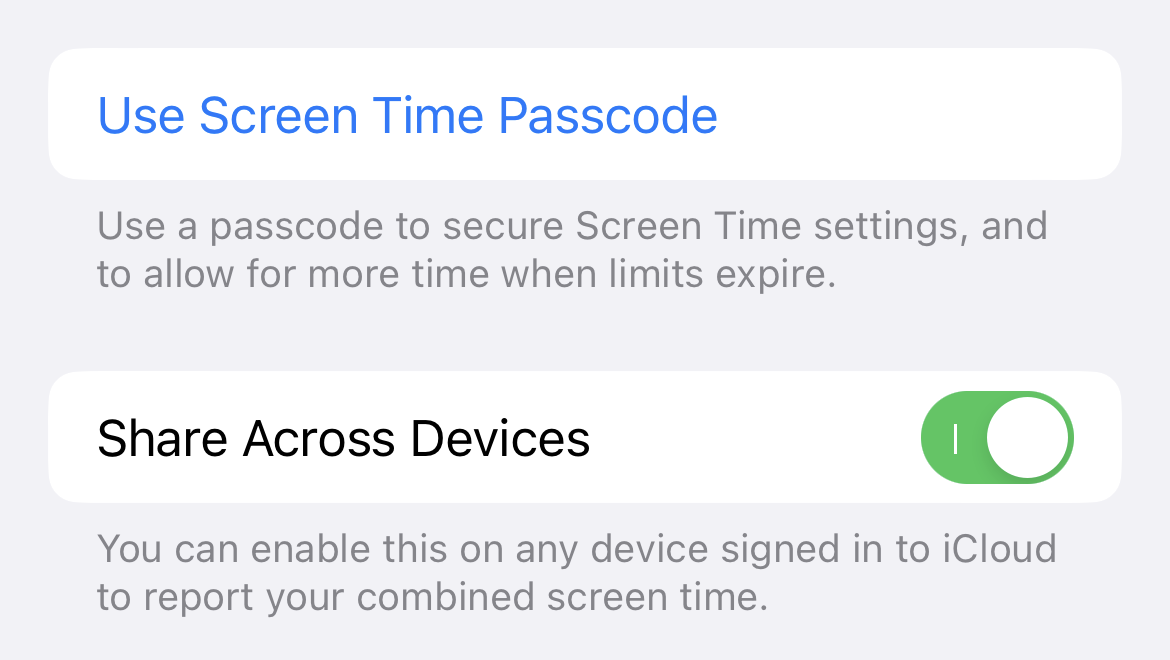 Use Screen Time Passcode
Use a passcode to secure Screen Time settings, and
to allow for more time when limits expire.
Share Across Devices
You can enable this on any device signed in to iCloud
to report your combined screen time.